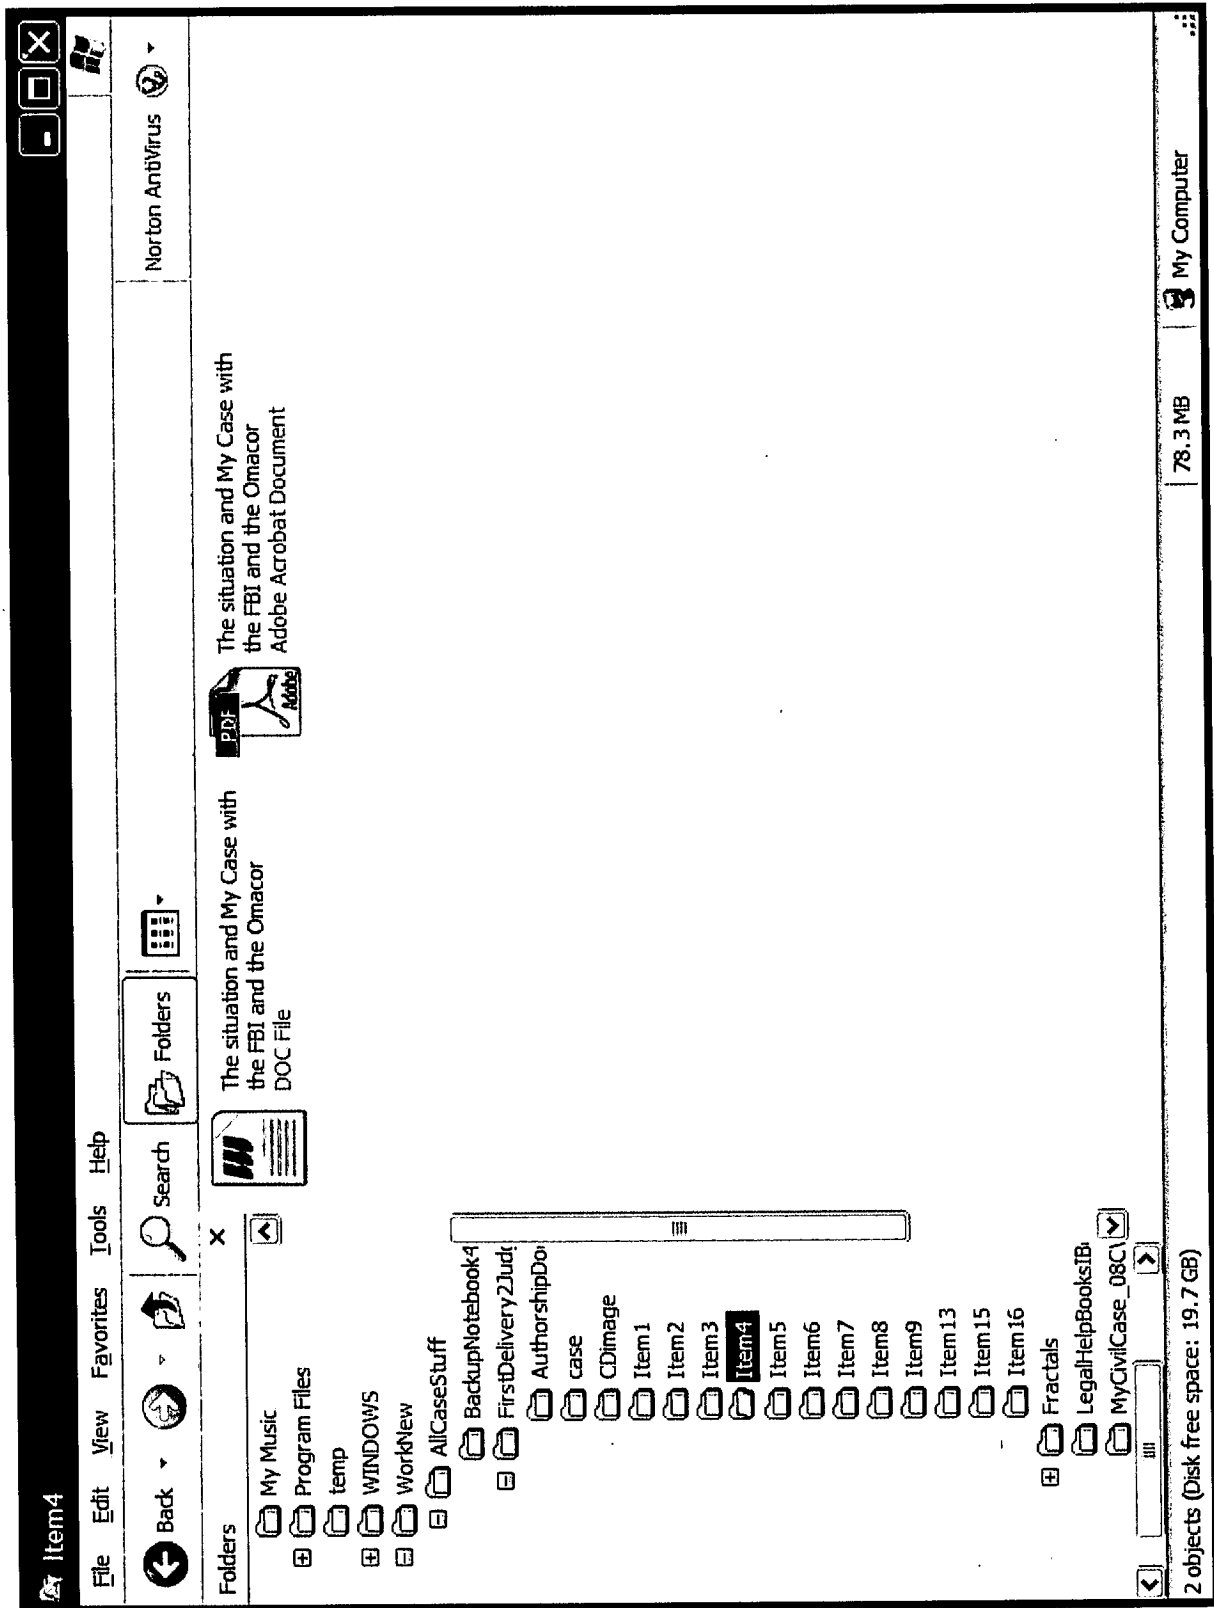 Item4
File Edit View Favorites Tools Help
Back Search Folders Norton AntiVirus
Folders
My Music
Program Files
temp
WINDOWS
WorkNew
AllCaseStuff
BackupNotebook4
FirstDelivery2Jud
AuthorshipDo
case
CDimage
Item1
Item2
Item3
Item4
Item5
Item6
Item7
Item8
Item9
Item13
Item15
Item16
Fractals
LegalHelpBooksIB
MyCivilCase_08C
The situation and My Case with
the FBI and the Omacor
DOC File
PDF
Adobe
The situation and My Case with
the FBI and the Omacor
Adobe Acrobat Document
2 objects (Disk free space: 19.7 GB) 78.3 MB My Computer